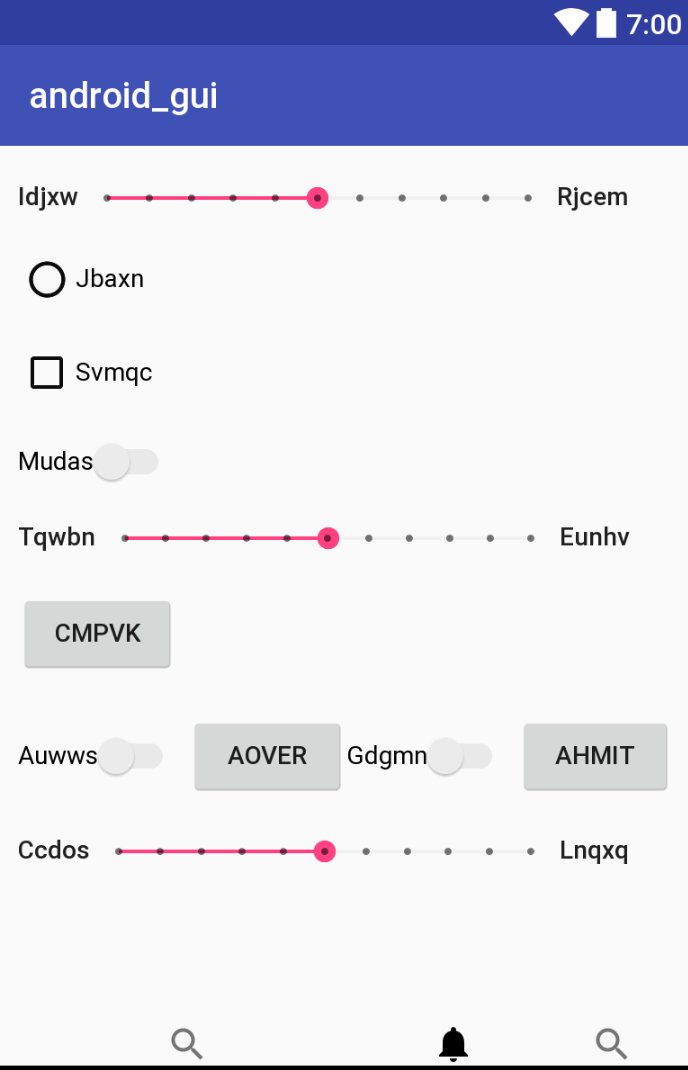 7:00
android_gui
Idjxw Rjcem
Jbaxn
Svmqc
Mudas
Tqwbn Eunhv
CMPVK
Auwws AOVER Gdgmn AHMIT
Ccdos Lnqxq